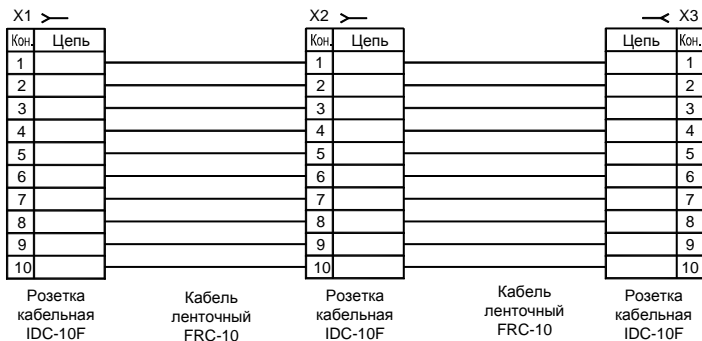 X1 X2 X3
Кон. Цепь Кон. Цепь Цепь Кон.
1 1 1
2 2 2
3 3 3
4 4 4
5 5 5
6 6 6
7 7 7
8 8 8
9 9 9
10 10 10
Розетка
кабельная
IDC-10F
Кабель
ленточный
FRC-10
Розетка
кабельная
IDC-10F
Кабель
ленточный
FRC-10
Розетка
кабельная
IDC-10F